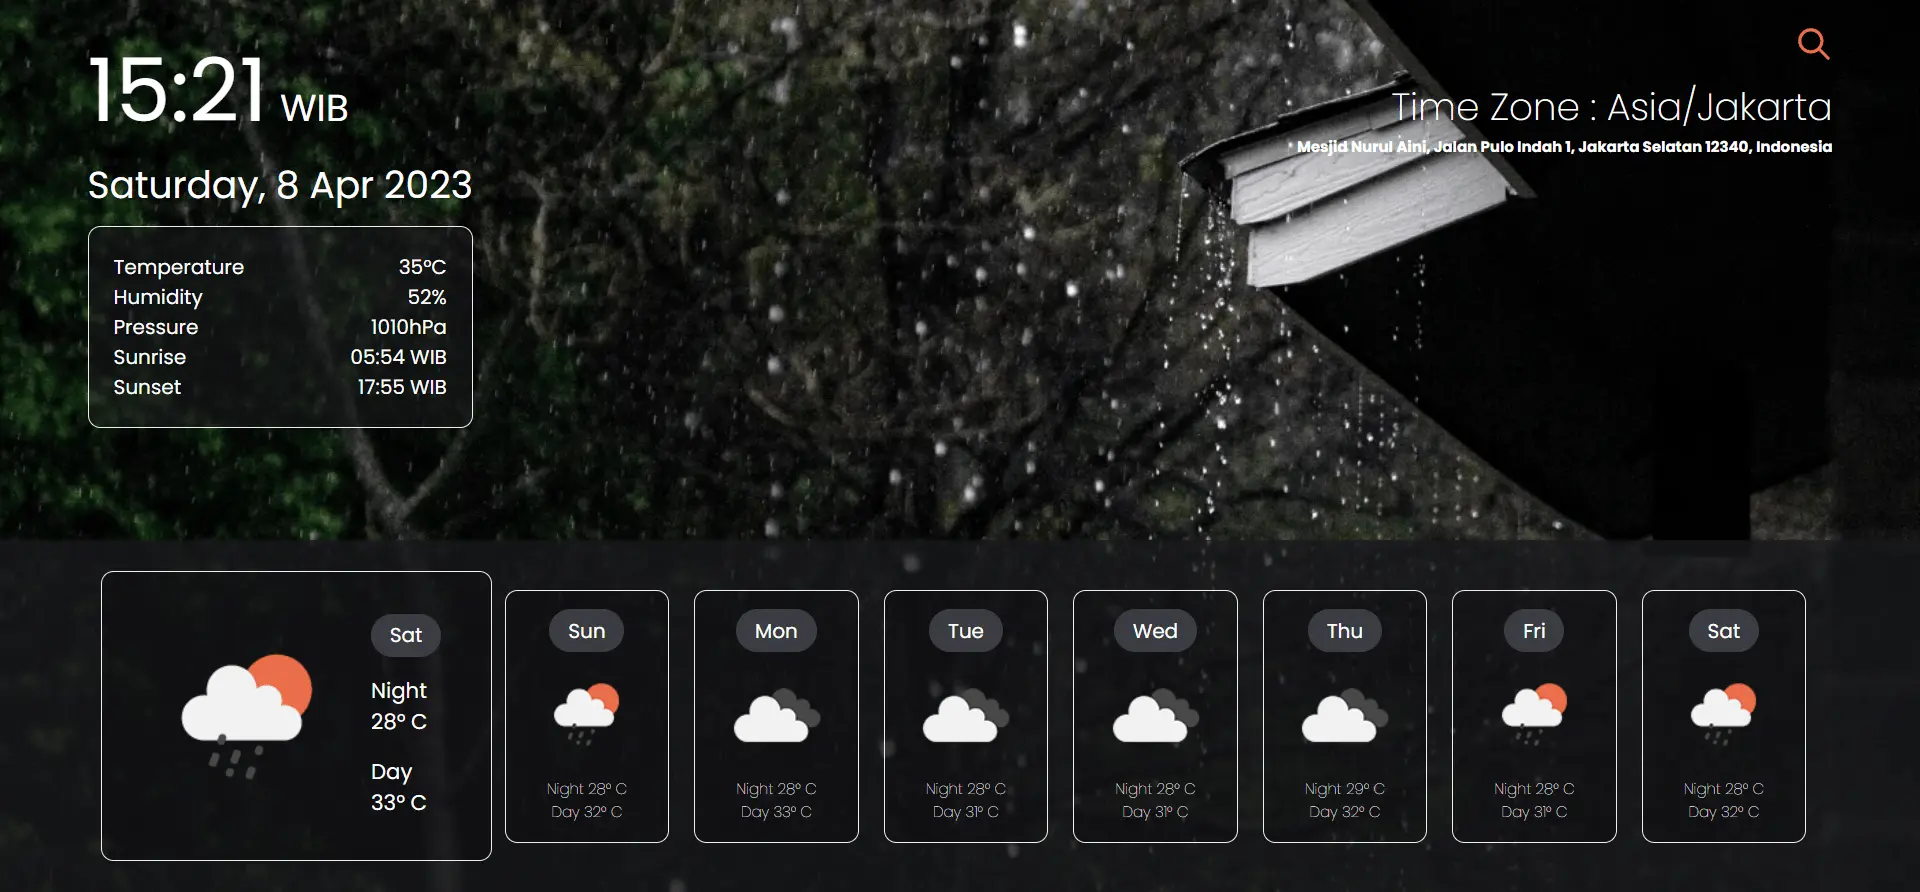 15:21 WIB
Saturday, 8 Apr 2023
Temperature 35°C
Humidity 52%
Pressure 1010hPa
Sunrise 05:54 WIB
Sunset 17:55 WIB
Time Zone : Asia/Jakarta
* Mesjid Nurul Aini, Jalan Pulo Indah 1, Jakarta Selatan 12340, Indonesia
Sat
Night
28° C
Day
33° C
Sun
Night 28° C
Day 32° C
Mon
Night 28° C
Day 33° C
Tue
Night 28° C
Day 31° C
Wed
Night 28° C
Day 31° C
Thu
Night 29° C
Day 32° C
Fri
Night 28° C
Day 31° C
Sat
Night 28° C
Day 32° C